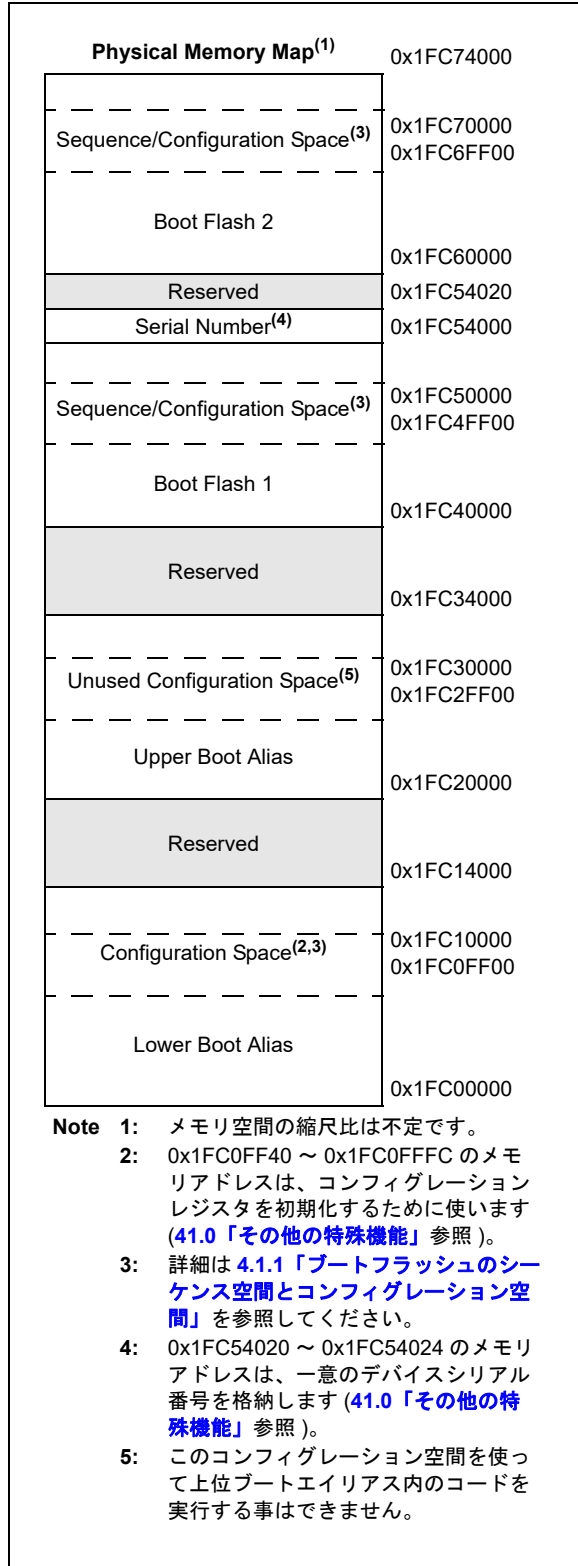 Physical Memory Map(1)
0x1FC74000
Sequence/Configuration Space(3)
0x1FC70000
0x1FC6FF00
Boot Flash 2
0x1FC60000
Reserved
0x1FC54020
Serial Number(4)
0x1FC54000
Sequence/Configuration Space(3)
0x1FC50000
0x1FC4FF00
Boot Flash 1
0x1FC40000
Reserved
0x1FC34000
Unused Configuration Space(5)
0x1FC30000
0x1FC2FF00
Upper Boot Alias
0x1FC20000
Reserved
0x1FC14000
Configuration Space(2,3)
0x1FC10000
0x1FC0FF00
Lower Boot Alias
0x1FC00000
Note 1: メモリ空間の縮尺比は不定です。
2: 0x1FC0FF40 ~ 0x1FC0FFFC のメモ
リアドレスは、コンフィグレーション
レジスタを初期化するために使います
(41.0「その他の特殊機能」参照 )。
3: 詳細は 4.1.1「ブートフラッシュのシー
ケンス空間とコンフィグレーション空
間」を参照してください。
4: 0x1FC54020 ~ 0x1FC54024 のメモリ
アドレスは、一意のデバイスシリアル
番号を格納します (41.0「その他の特
殊機能」参照 )。
5: このコンフィグレーション空間を使っ
て上位ブートエイリアス内のコードを
実行する事はできません。